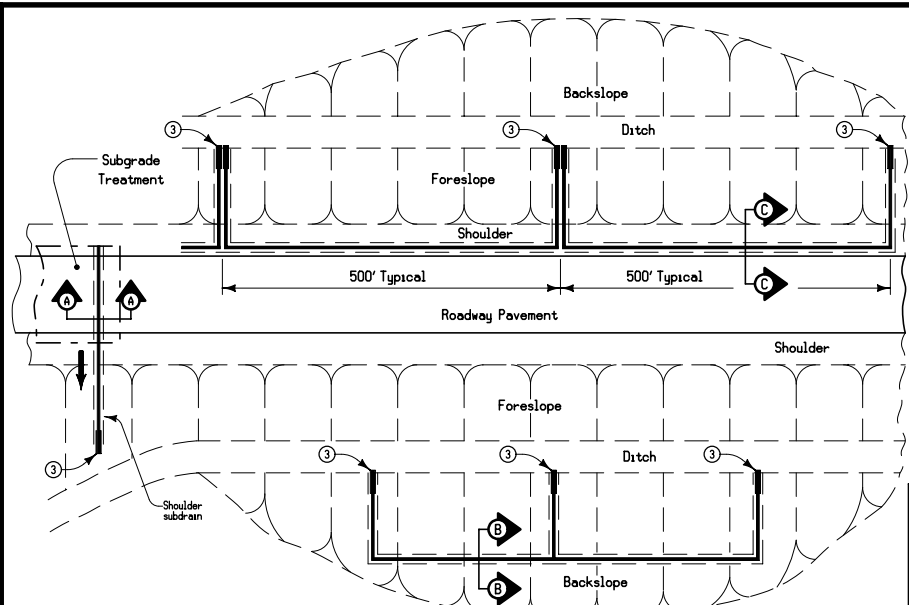 Backslope
3
3
3
Ditch
Subgrade
Treatment
Foreslope
C
Shoulder
500' Typical
500' Typical
C
A
A
Roadway Pavement
Shoulder
Foreslope
3
3
3
3
Ditch
Shoulder
subdrain
B
B
Backslope